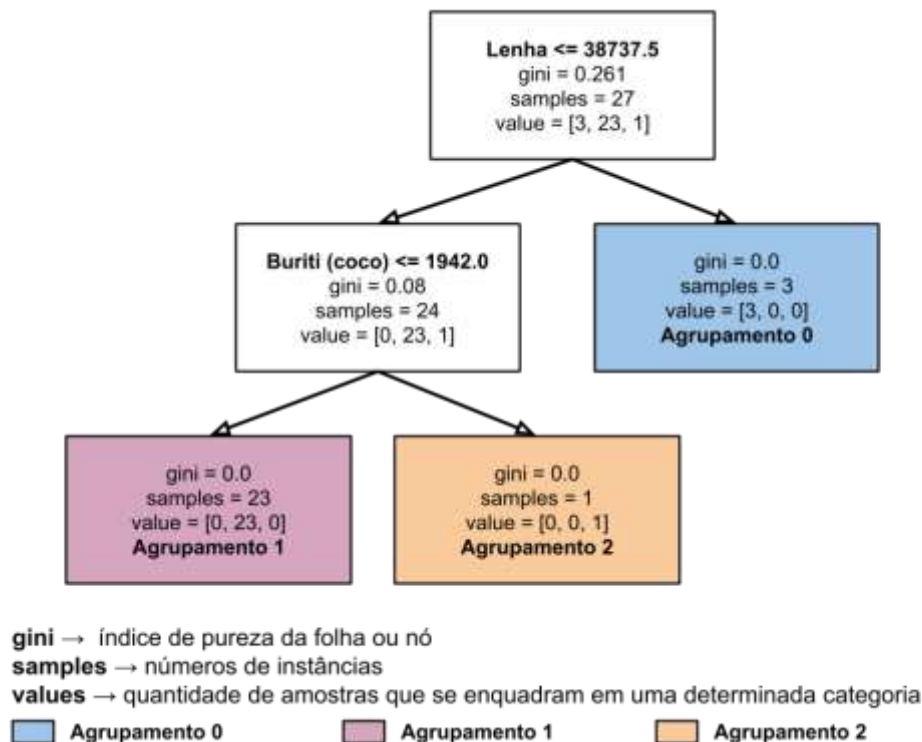 Lenha <= 38737.5
gini = 0.261
samples = 27
value = [3, 23, 1]
Buriti (coco) <= 1942.0
gini = 0.08
samples = 24
value = [0, 23, 1]
gini = 0.0
samples = 3
value = [3, 0, 0]
Agrupamento 0
gini = 0.0
samples = 23
value = [0, 23, 0]
Agrupamento 1
gini = 0.0
samples = 1
value = [0, 0, 1]
Agrupamento 2
gini → índice de pureza da folha ou nó
samples → números de instâncias
values → quantidade de amostras que se enquadram em uma determinada categoria
Agrupamento 0 Agrupamento 1 Agrupamento 2